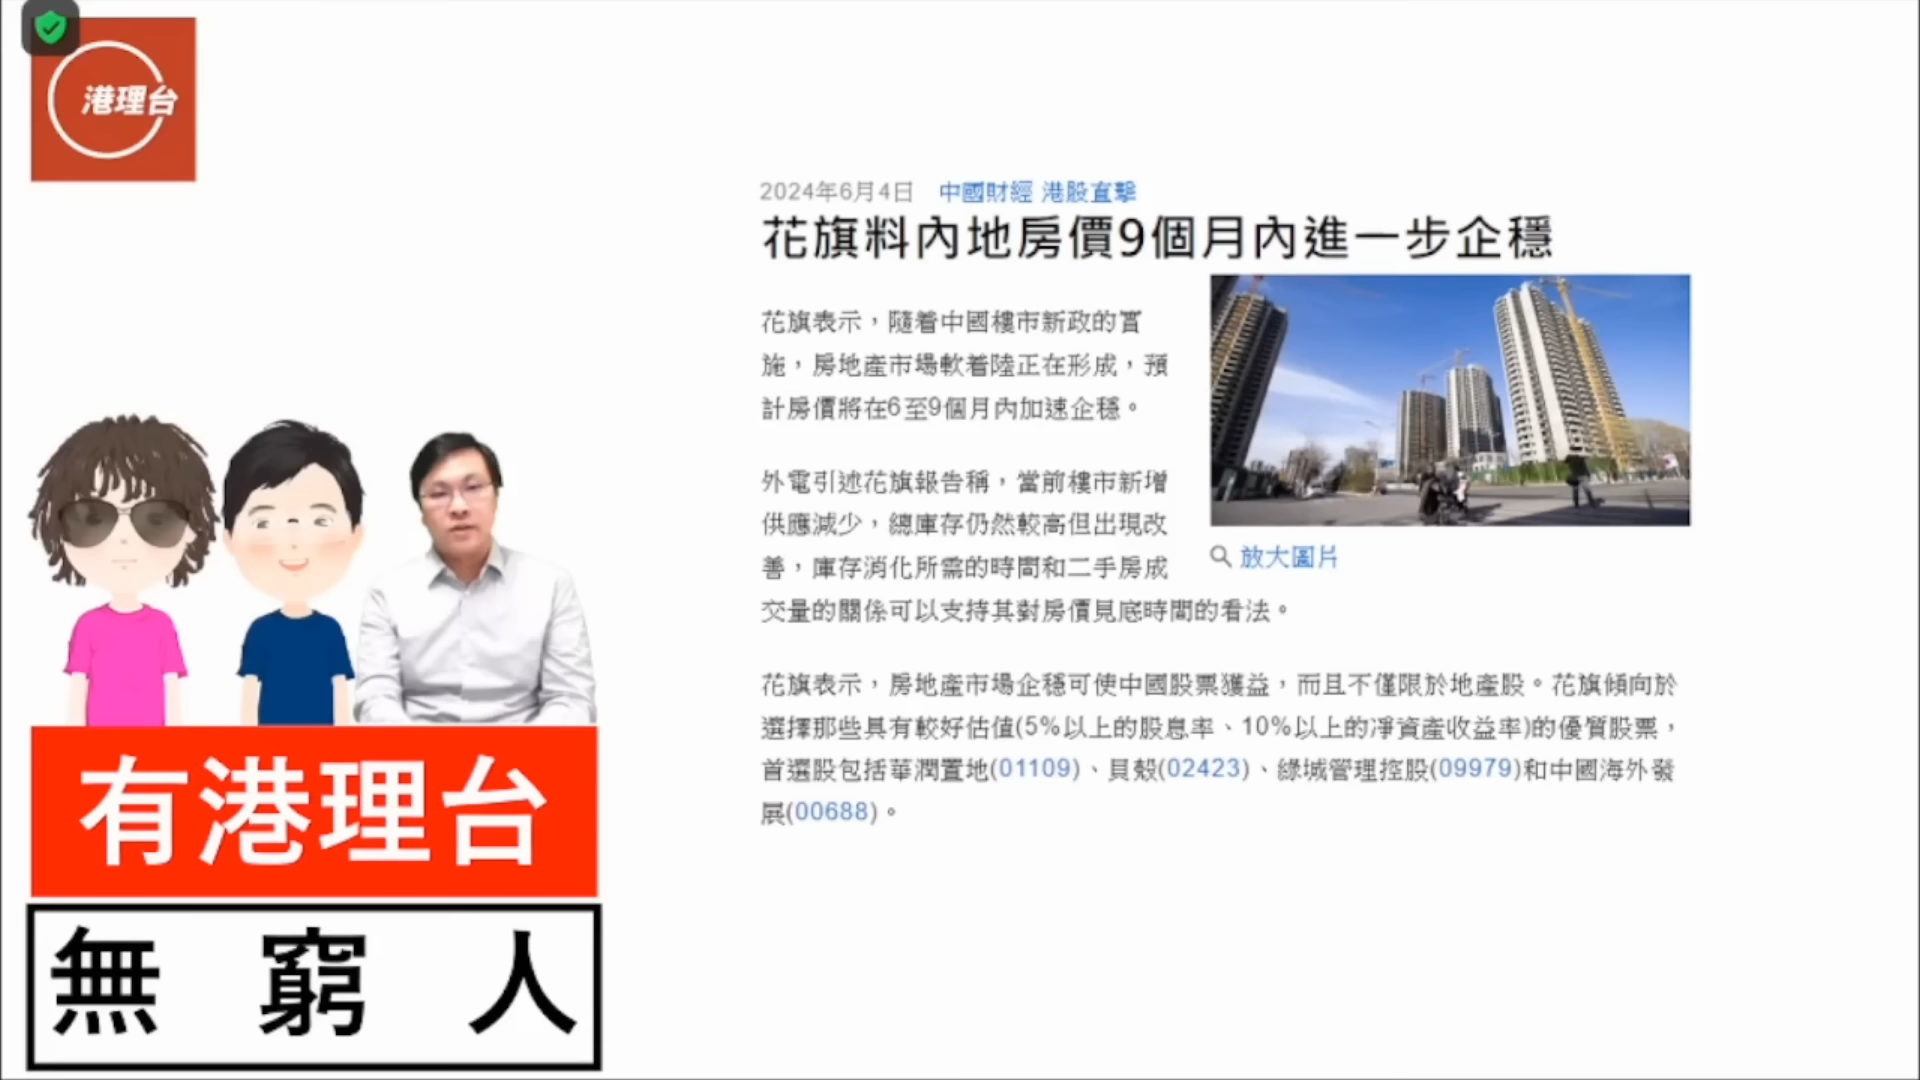 港理台
2024年6月4日 中國財經 港股直擊
花旗料內地房價9個月內進一步企穩
花旗表示，隨着中國樓市新政的實
施，房地產市場軟着陸正在形成，預
計房價將在6至9個月內加速企穩。
外電引述花旗報告稱，當前樓市新增
供應減少，總庫存仍然較高但出現改
善，庫存消化所需的時間和二手房成
交量的關係可以支持其對房價見底時間的看法。
放大圖片
花旗表示，房地產市場企穩可使中國股票獲益，而且不僅限於地產股。花旗傾向於
選擇那些具有較好估值(5%以上的股息率、10%以上的凈資產收益率)的優質股票，
首選股包括華潤置地(01109)、貝殼(02423)、綠城管理控股(09979)和中國海外發
展(00688)。
有港理台
無窮人